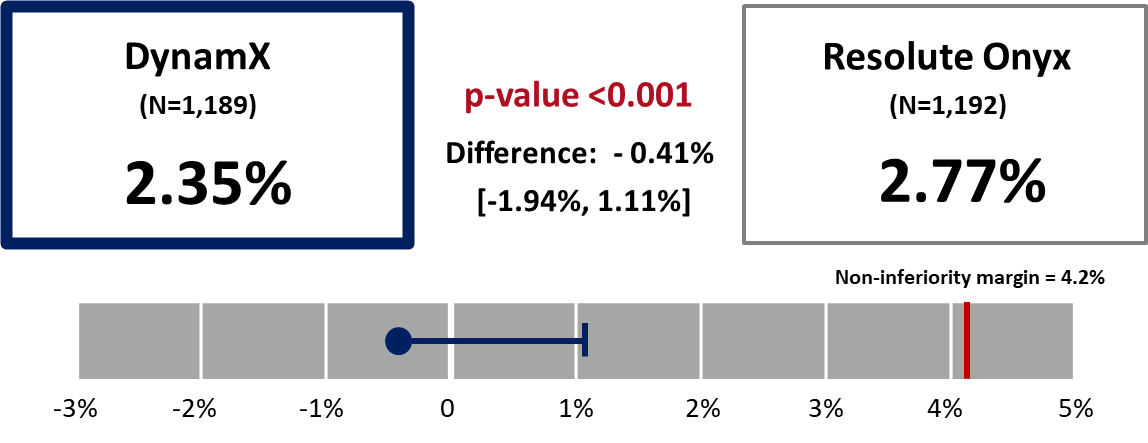 DynamX
(N=1,189)
2.35%
p-value <0.001
Difference:  - 0.41%
[-1.94%, 1.11%]
Resolute Onyx
(N=1,192)
2.77%
Non-inferiority margin = 4.2%
-3% -2% -1% 0 1% 2% 3% 4% 5%